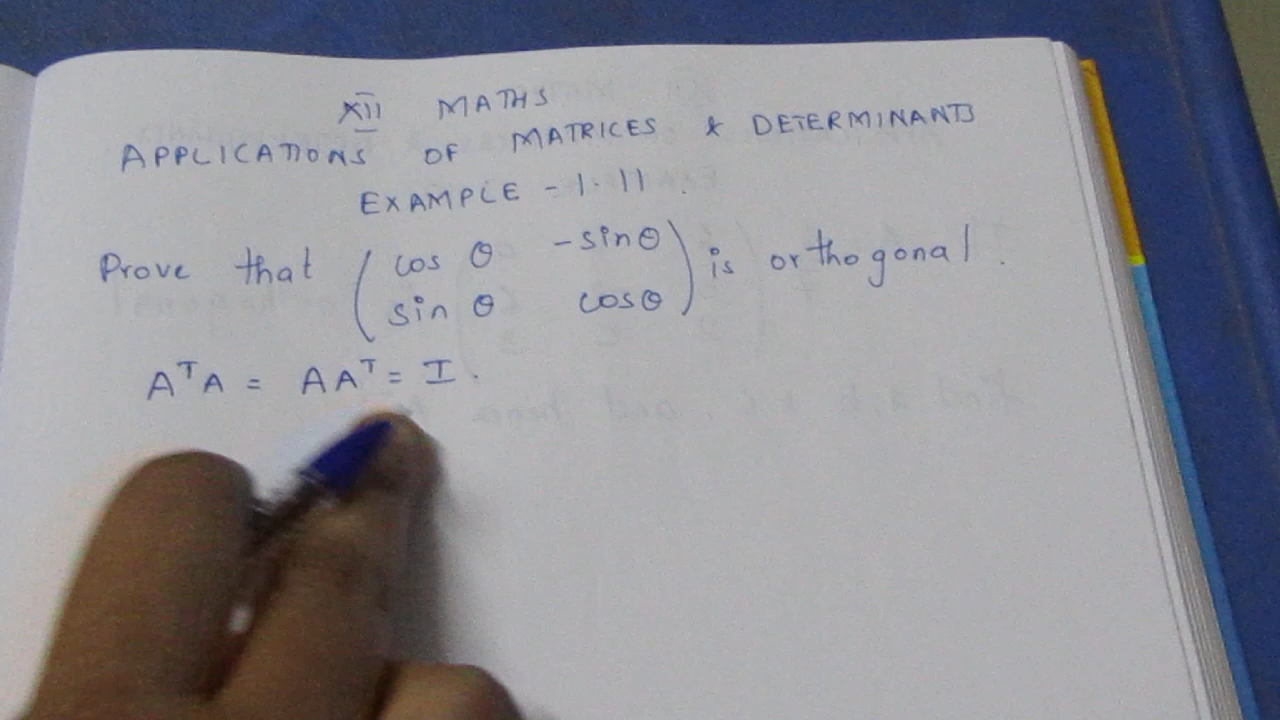 XII MATHS
APPLICATIONS OF MATRICES & DETERMINANTS
EXAMPLE - 1.11.
Prove that ( cos θ -sinθ ) is orthogonal.
sin θ cosθ
AᵀA = AAᵀ = I.